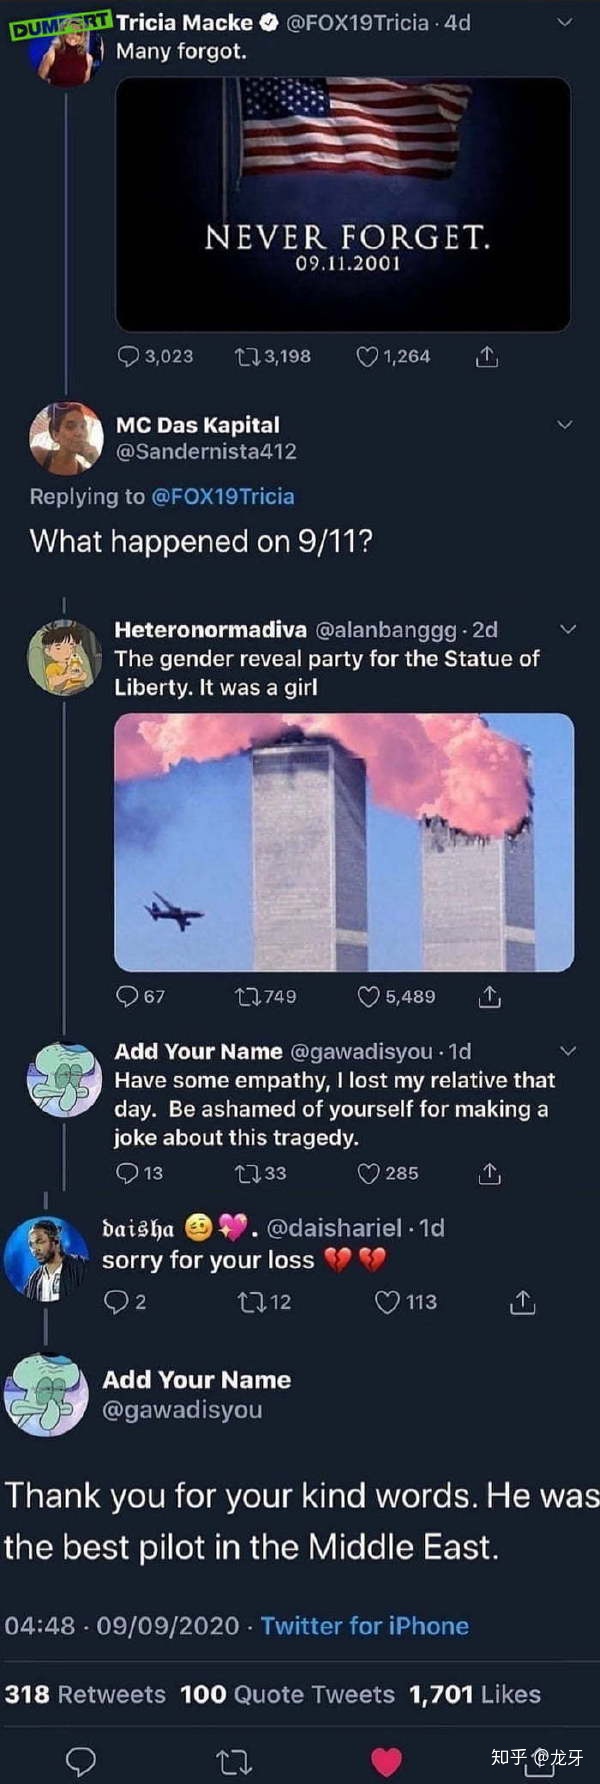 DUMPERT
Tricia Macke @FOX19Tricia · 4d
Many forgot.
NEVER FORGET.
09.11.2001
3,023 3,198 1,264
MC Das Kapital
@Sandernista412
Replying to @FOX19Tricia
What happened on 9/11?
Heteronormadiva @alanbanggg · 2d
The gender reveal party for the Statue of
Liberty. It was a girl
67 749 5,489
Add Your Name @gawadisyou · 1d
Have some empathy, I lost my relative that
day. Be ashamed of yourself for making a
joke about this tragedy.
13 33 285
𝖉𝖆𝖎𝖘𝖍𝖆 🥴💖. @daishariel · 1d
sorry for your loss 💔💔
2 12 113
Add Your Name
@gawadisyou
Thank you for your kind words. He was
the best pilot in the Middle East.
04:48 · 09/09/2020 · Twitter for iPhone
318 Retweets 100 Quote Tweets 1,701 Likes
知乎 @龙牙